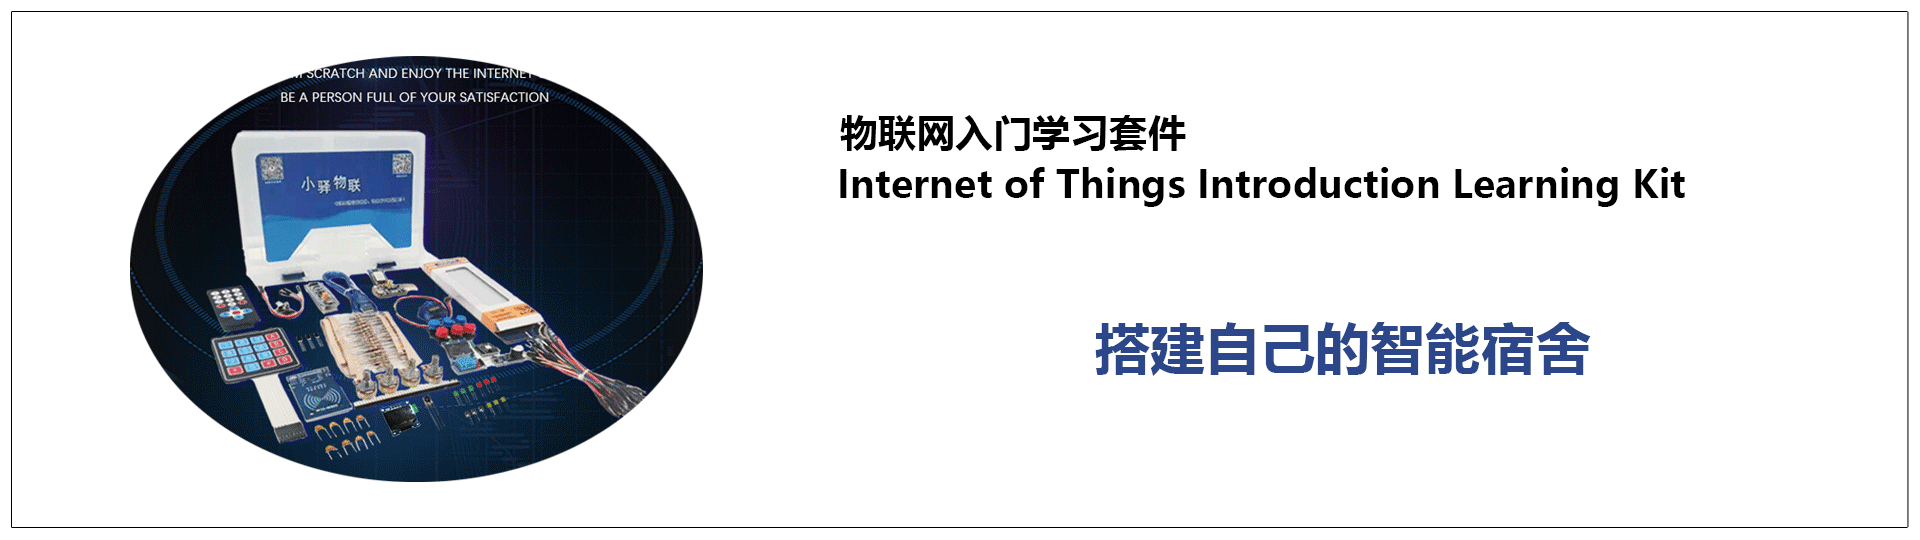 SCRATCH AND ENJOY THE INTERNET
BE A PERSON FULL OF YOUR SATISFACTION
小驿物联
物联网入门学习套件
Internet of Things Introduction Learning Kit
搭建自己的智能宿舍